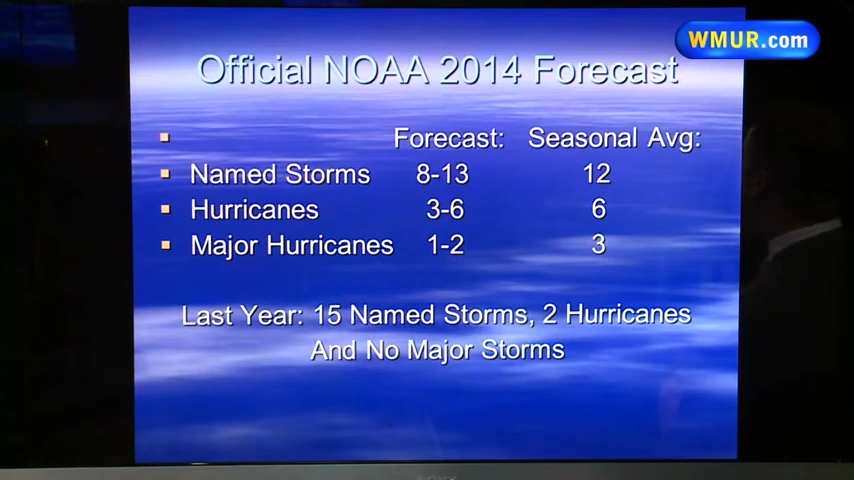 WMUR.com
Official NOAA 2014 Forecast
Forecast: Seasonal Avg:
Named Storms 8-13 12
Hurricanes 3-6 6
Major Hurricanes 1-2 3
Last Year: 15 Named Storms, 2 Hurricanes
And No Major Storms